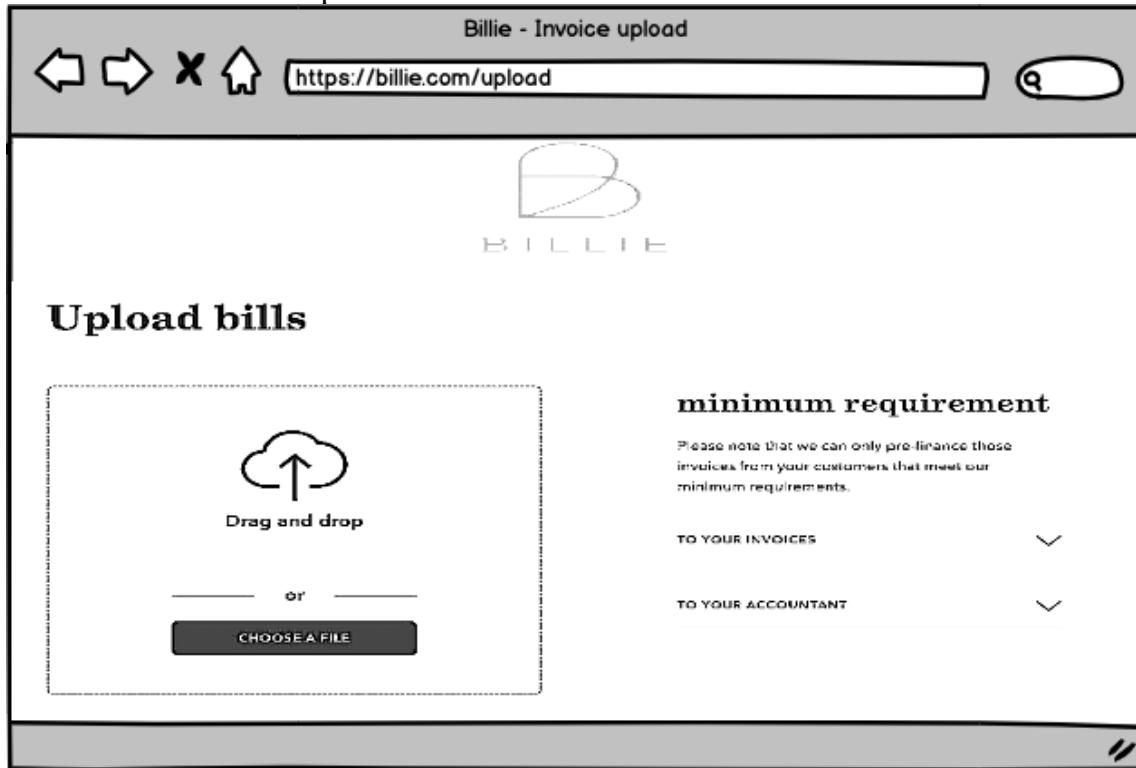 Billie - Invoice upload
https://billie.com/upload
BILLIE
Upload bills
Drag and drop
or
CHOOSE A FILE
minimum requirement
Please note that we can only pre-finance those
invoices from your customers that meet our
minimum requirements.
TO YOUR INVOICES
TO YOUR ACCOUNTANT